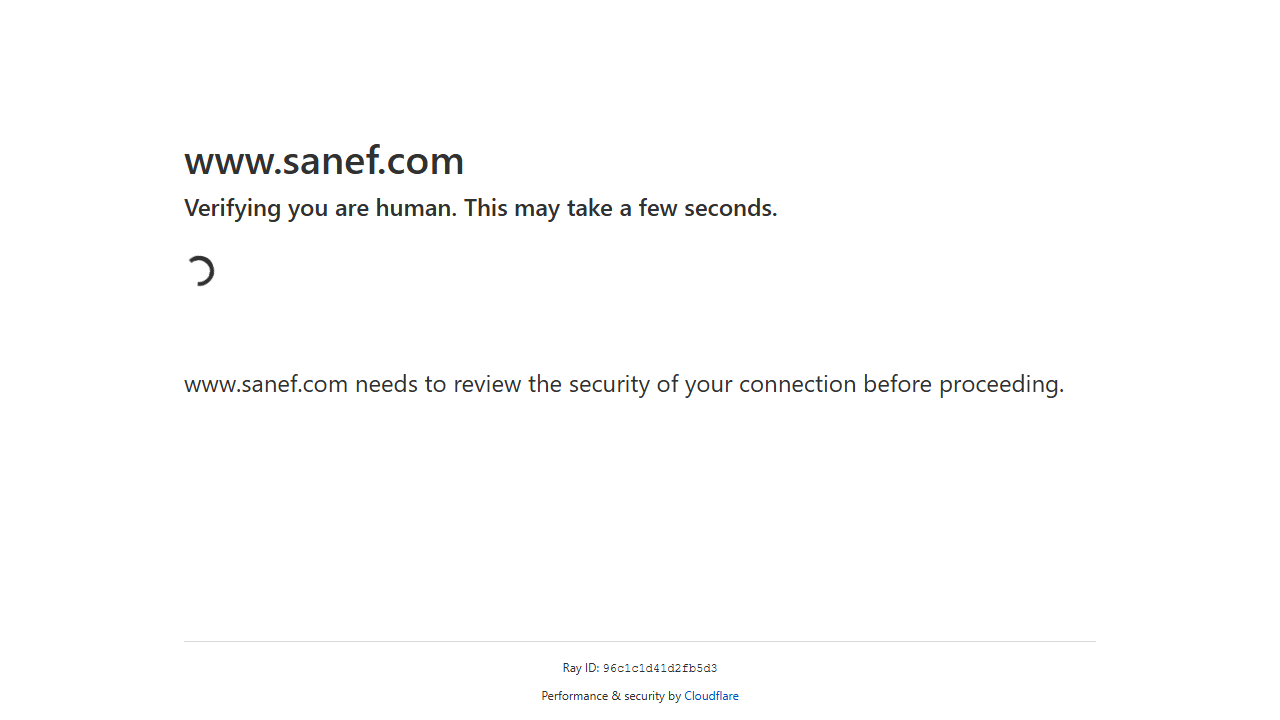 www.sanef.com
Verifying you are human. This may take a few seconds.
www.sanef.com needs to review the security of your connection before proceeding.
Ray ID: 96c1c1d41d2fb5d3
Performance & security by Cloudflare